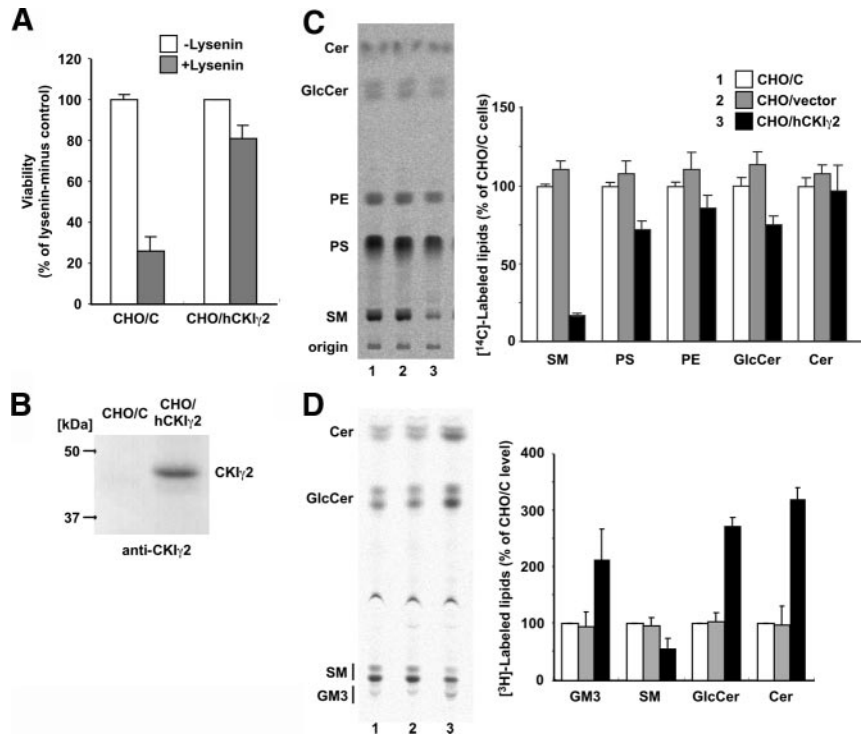 A
-Lysenin
+Lysenin
120
100
80
60
40
20
0
Viability
(% of lysenin-minus control)
CHO/C
CHO/hCKIγ2
B
CHO/C
CHO/
hCKIγ2
[kDa]
50
37
CKIγ2
anti-CKIγ2
C
Cer
GlcCer
PE
PS
SM
origin
1 2 3
1 CHO/C
2 CHO/vector
3 CHO/hCKIγ2
150
100
50
0
[14C]-Labeled lipids (% of CHO/C cells)
SM PS PE GlcCer Cer
D
Cer
GlcCer
SM
GM3
1 2 3
400
300
200
100
0
[3H]-Labeled lipids (% of CHO/C level)
GM3 SM GlcCer Cer